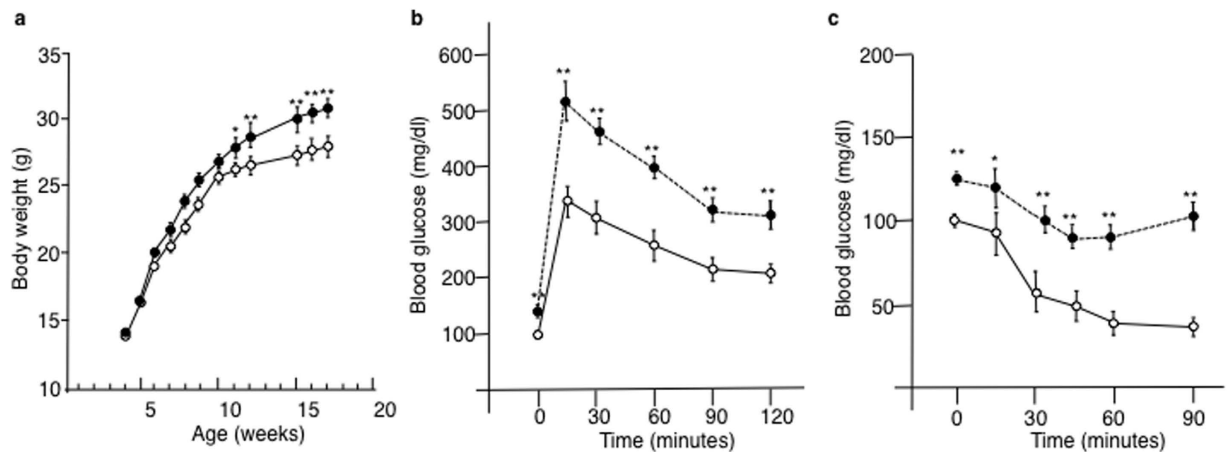 a
35
30
25
20
15
10
Body weight (g)
* ** ** ** **
5 10 15 20
Age (weeks)
b
600
500
400
300
200
100
Blood glucose (mg/dl)
** ** ** ** ** **
0 30 60 90 120
Time (minutes)
c
200
150
100
50
Blood glucose (mg/dl)
** * ** ** ** **
0 30 60 90
Time (minutes)